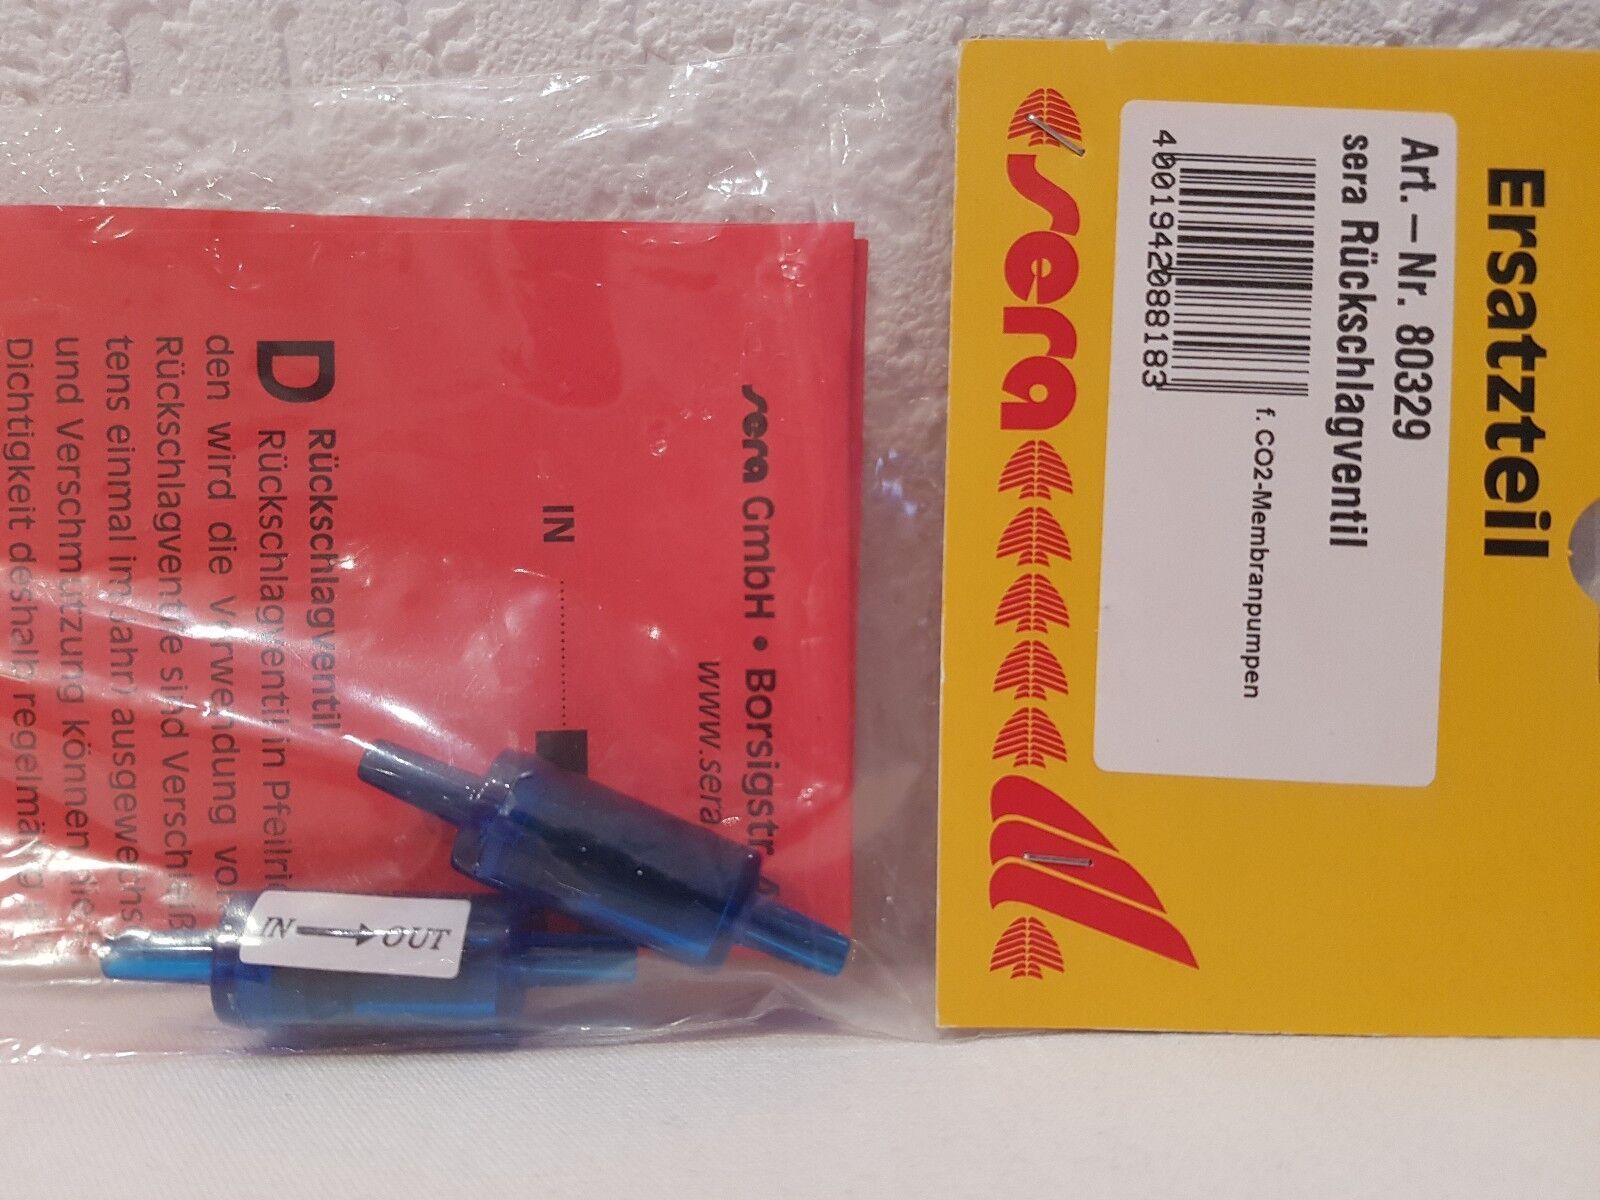 Ersatzteil
Art.–Nr. 80329
sera Rückschlagventil
f. CO2-Membranpumpen
4001942088183
sera
sera GmbH • Borsigstr.
www.sera
IN
D Rückschlagventil
Rückschlagventil in Pfeilri
den wird die Verwendung vo
Rückschlagventile sind Verschleiß
tens einmal im Jahr) ausgewechs
und Verschmutzung können die
Dichtigkeit deshalb regelmäßig
IN → OUT